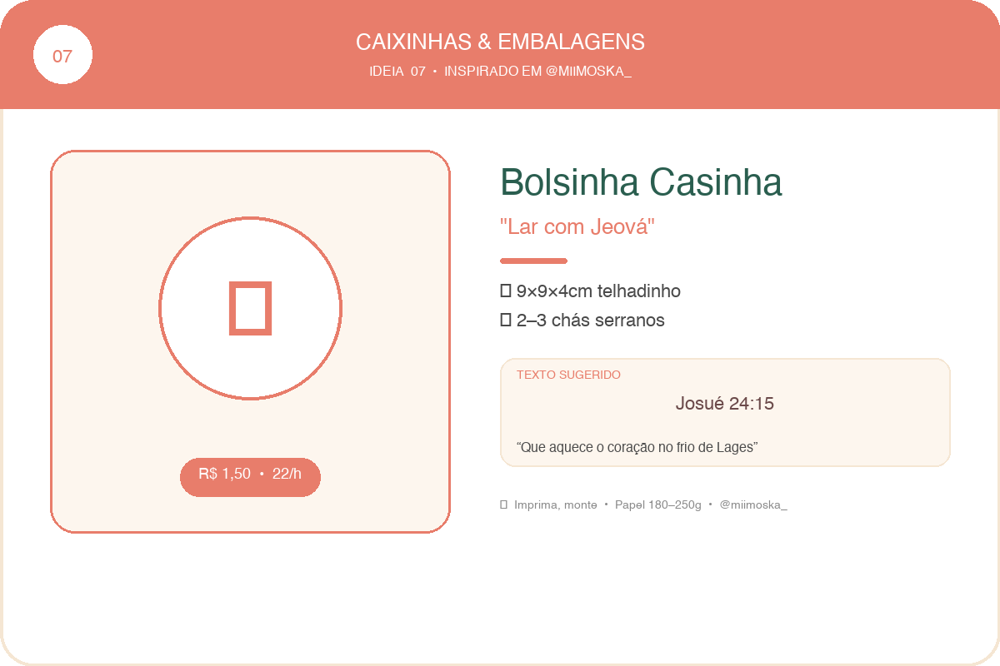 07
CAIXINHAS & EMBALAGENS
IDEIA 07 • INSPIRADO EM @MIIMOSKA_
Bolsinha Casinha
"Lar com Jeová"
9×9×4cm telhadinho
2–3 chás serranos
TEXTO SUGERIDO
Josué 24:15
“Que aquece o coração no frio de Lages”
R$ 1,50 • 22/h
Imprima, monte • Papel 180–250g • @miimoska_